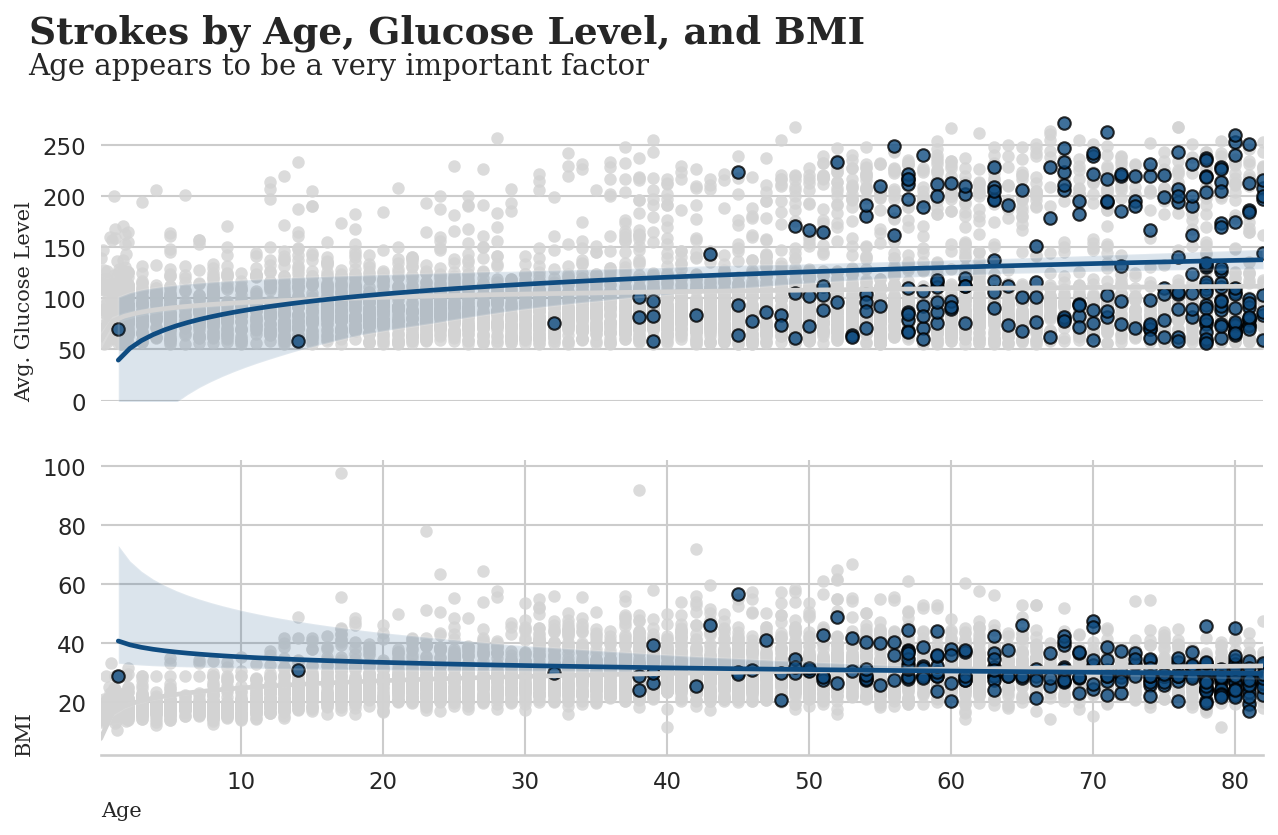 Strokes by Age, Glucose Level, and BMI
Age appears to be a very important factor
Avg. Glucose Level
250
200
150
100
50
0
BMI
100
80
60
40
20
10 20 30 40 50 60 70 80
Age